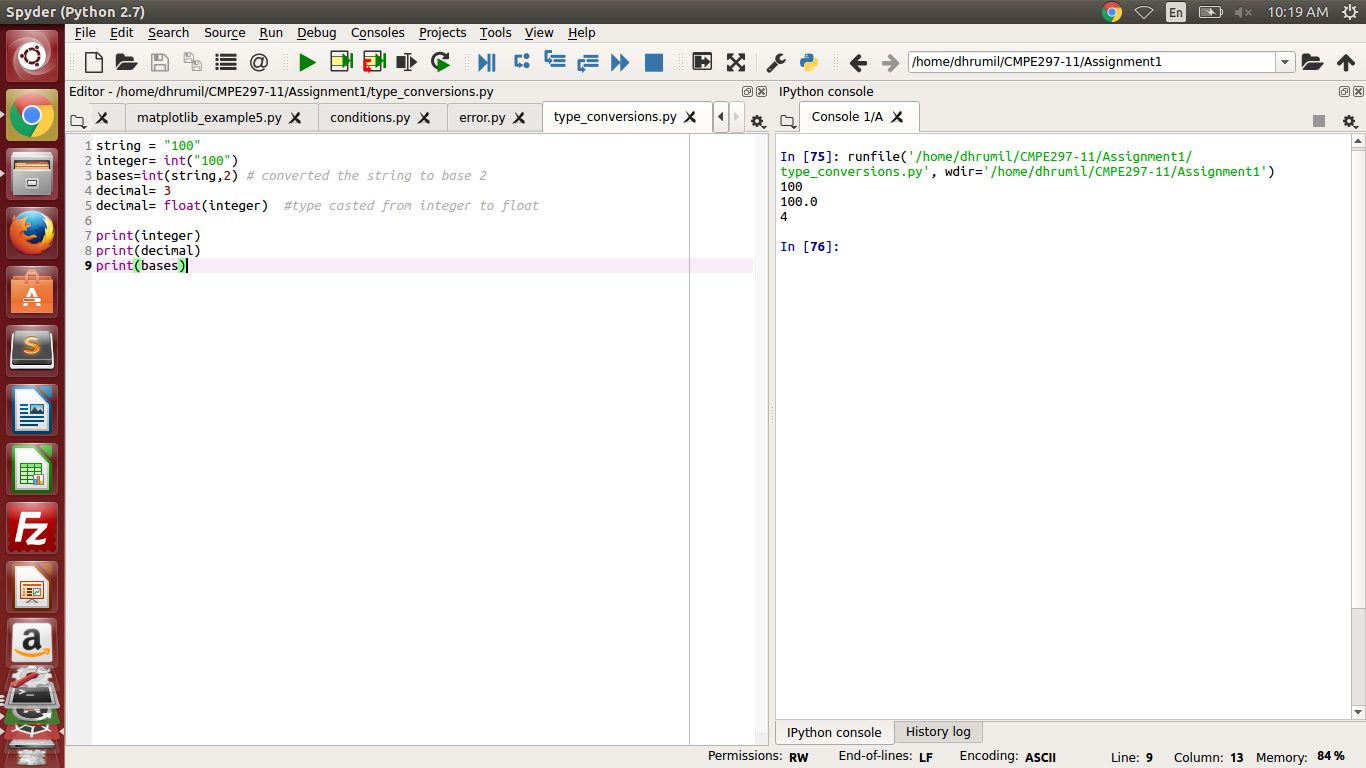 Spyder (Python 2.7)
En
10:19 AM
File Edit Search Source Run Debug Consoles Projects Tools View Help
@
/home/dhrumil/CMPE297-11/Assignment1
Editor - /home/dhrumil/CMPE297-11/Assignment1/type_conversions.py
matplotlib_example5.py
conditions.py
error.py
type_conversions.py
1 string = "100"
2 integer= int("100")
3 bases=int(string,2) # converted the string to base 2
4 decimal= 3
5 decimal= float(integer)  #type casted from integer to float
6
7 print(integer)
8 print(decimal)
9 print(bases)
IPython console
Console 1/A
In [75]: runfile('/home/dhrumil/CMPE297-11/Assignment1/
type_conversions.py', wdir='/home/dhrumil/CMPE297-11/Assignment1')
100
100.0
4
In [76]:
IPython console
History log
Permissions: RW End-of-lines: LF Encoding: ASCII Line: 9 Column: 13 Memory: 84 %
A
S
Fz
a